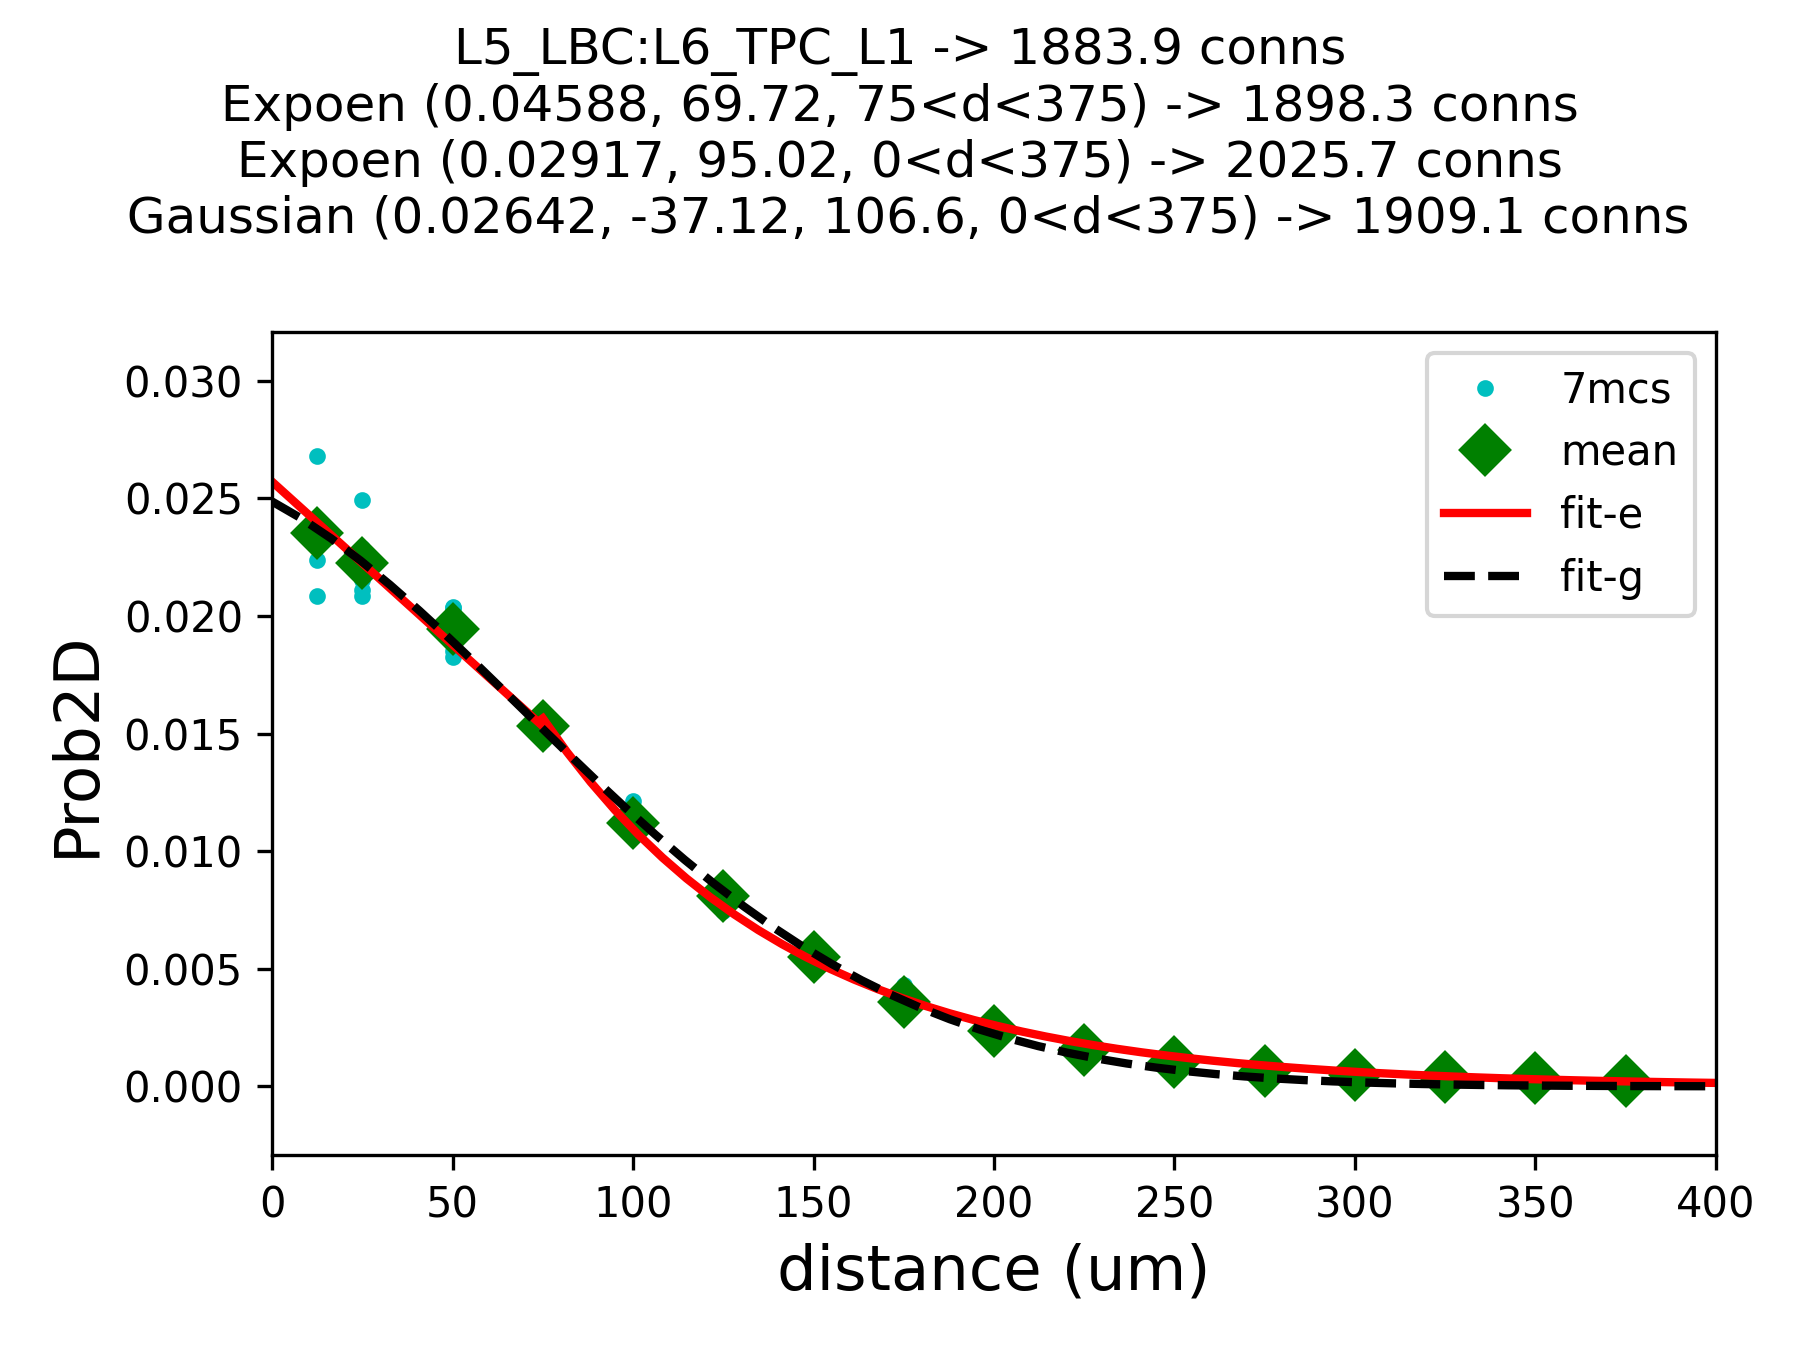 L5_LBC:L6_TPC_L1 -> 1883.9 conns
Expoen (0.04588, 69.72, 75<d<375) -> 1898.3 conns
Expoen (0.02917, 95.02, 0<d<375) -> 2025.7 conns
Gaussian (0.02642, -37.12, 106.6, 0<d<375) -> 1909.1 conns
0.030
0.025
0.020
0.015
0.010
0.005
0.000
Prob2D
7mcs
mean
fit-e
fit-g
0 50 100 150 200 250 300 350 400
distance (um)